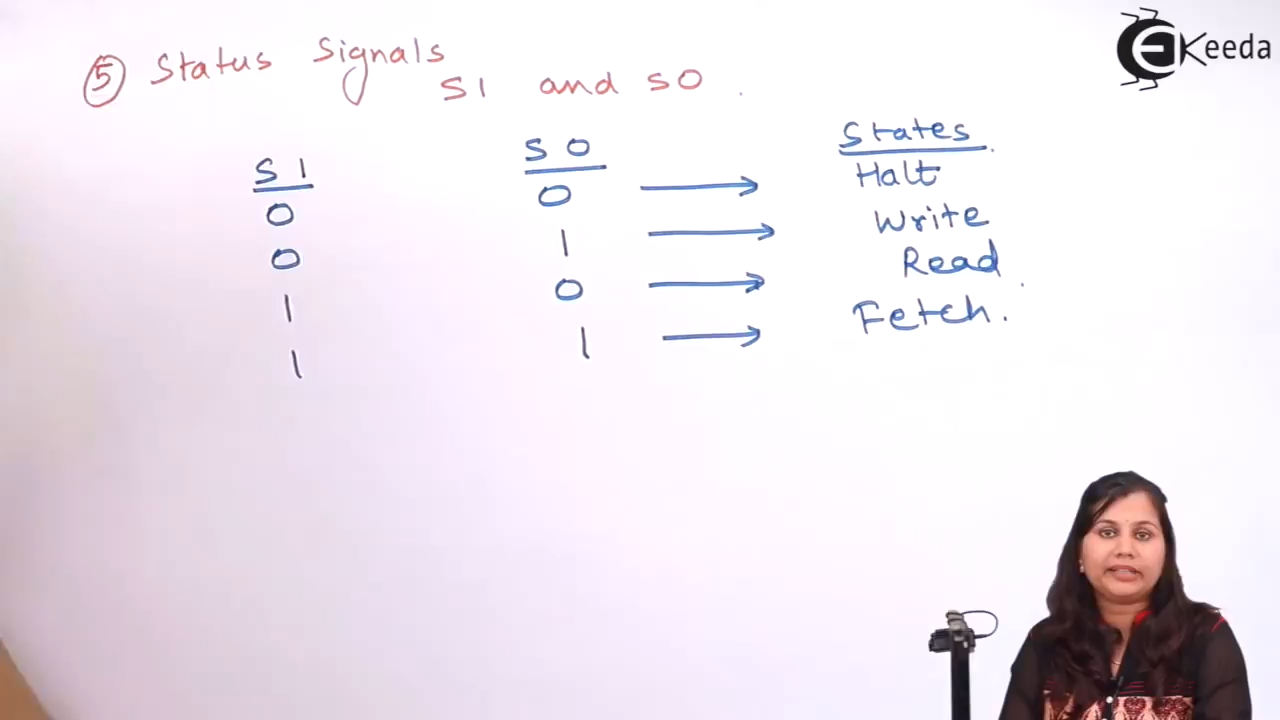 ⑤ Status Signals
S1 and S0.
EKeeda
S1 S0 States
0 0 → Halt
0 1 → Write
1 0 → Read
1 1 → Fetch.